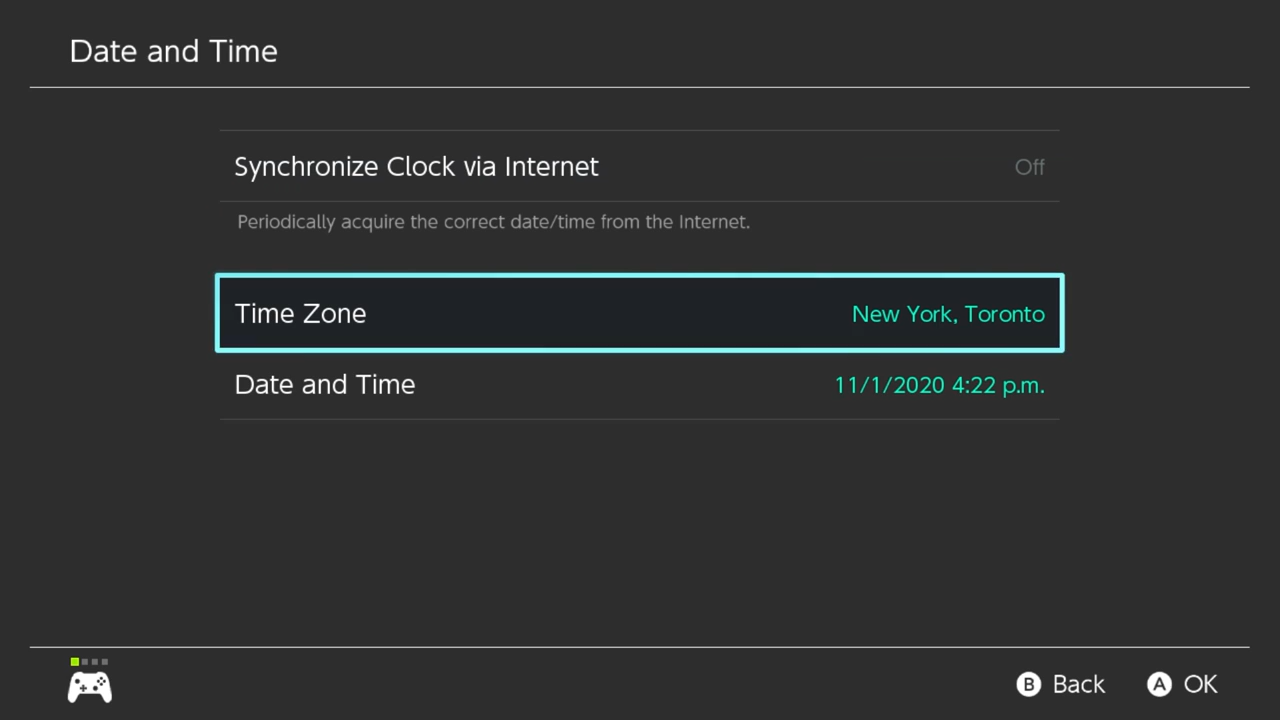 Date and Time
Synchronize Clock via Internet Off
Periodically acquire the correct date/time from the Internet.
Time Zone New York, Toronto
Date and Time 11/1/2020 4:22 p.m.
B Back A OK